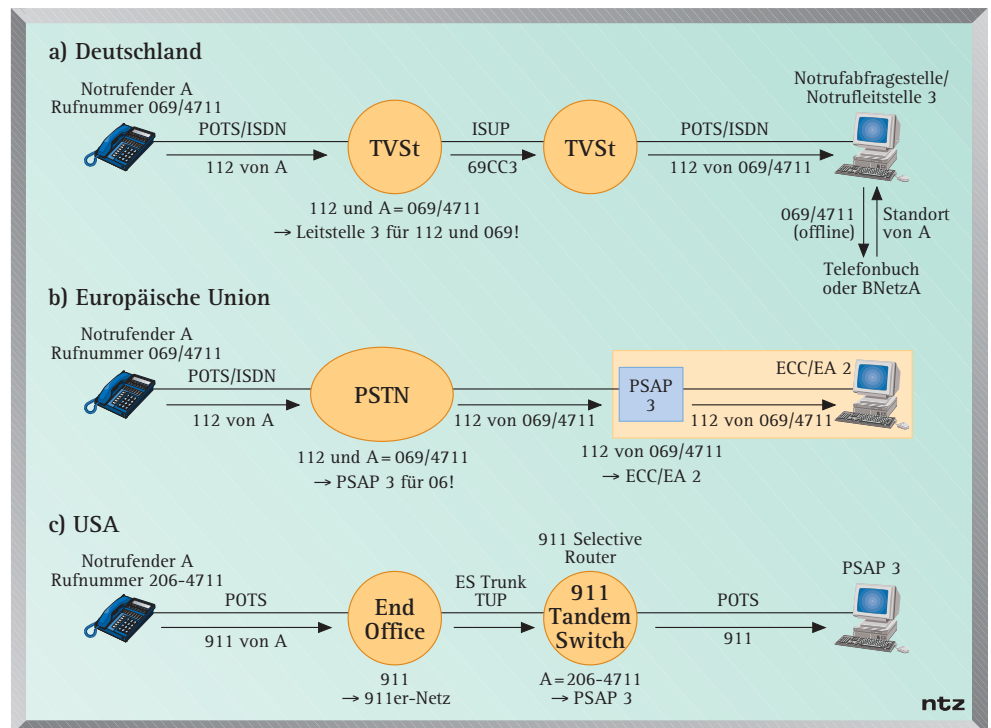 a) Deutschland
Notrufender A
Rufnummer 069/4711
POTS/ISDN
112 von A
TVSt
112 und A=069/4711
→ Leitstelle 3 für 112 und 069!
ISUP
69CC3
TVSt
POTS/ISDN
112 von 069/4711
Notrufabfragestelle/
Notrufleitstelle 3
069/4711
(offline)
Standort
von A
Telefonbuch
oder BNetzA
b) Europäische Union
Notrufender A
Rufnummer 069/4711
POTS/ISDN
112 von A
PSTN
112 und A=069/4711
→ PSAP 3 für 06!
112 von 069/4711
PSAP
3
112 von 069/4711
→ ECC/EA 2
ECC/EA 2
112 von 069/4711
c) USA
Notrufender A
Rufnummer 206-4711
POTS
911 von A
End
Office
911
→ 911er-Netz
ES Trunk
TUP
911 Selective
Router
911
Tandem
Switch
A=206-4711
→ PSAP 3
POTS
911
PSAP 3
ntz